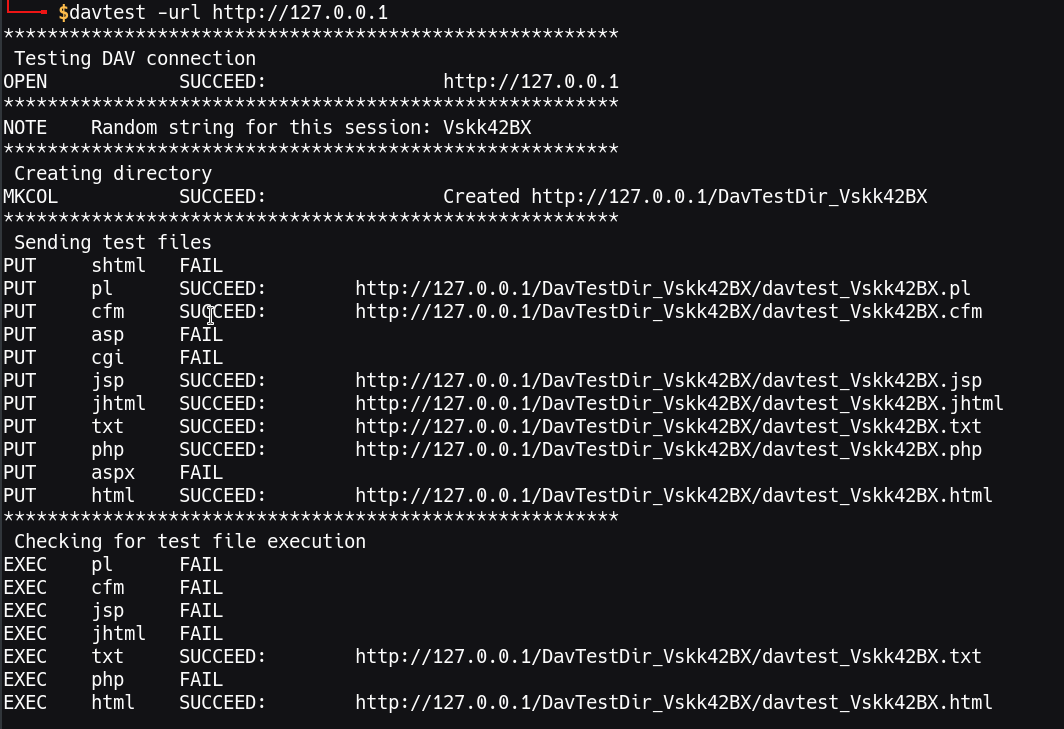 $davtest -url http://127.0.0.1
********************************************************
 Testing DAV connection
OPEN            SUCCEED:                http://127.0.0.1
********************************************************
NOTE    Random string for this session: Vskk42BX
********************************************************
 Creating directory
MKCOL           SUCCEED:                Created http://127.0.0.1/DavTestDir_Vskk42BX
********************************************************
 Sending test files
PUT     shtml   FAIL
PUT     pl      SUCCEED:        http://127.0.0.1/DavTestDir_Vskk42BX/davtest_Vskk42BX.pl
PUT     cfm     SUCCEED:        http://127.0.0.1/DavTestDir_Vskk42BX/davtest_Vskk42BX.cfm
PUT     asp     FAIL
PUT     cgi     FAIL
PUT     jsp     SUCCEED:        http://127.0.0.1/DavTestDir_Vskk42BX/davtest_Vskk42BX.jsp
PUT     jhtml   SUCCEED:        http://127.0.0.1/DavTestDir_Vskk42BX/davtest_Vskk42BX.jhtml
PUT     txt     SUCCEED:        http://127.0.0.1/DavTestDir_Vskk42BX/davtest_Vskk42BX.txt
PUT     php     SUCCEED:        http://127.0.0.1/DavTestDir_Vskk42BX/davtest_Vskk42BX.php
PUT     aspx    FAIL
PUT     html    SUCCEED:        http://127.0.0.1/DavTestDir_Vskk42BX/davtest_Vskk42BX.html
********************************************************
 Checking for test file execution
EXEC    pl      FAIL
EXEC    cfm     FAIL
EXEC    jsp     FAIL
EXEC    jhtml   FAIL
EXEC    txt     SUCCEED:        http://127.0.0.1/DavTestDir_Vskk42BX/davtest_Vskk42BX.txt
EXEC    php     FAIL
EXEC    html    SUCCEED:        http://127.0.0.1/DavTestDir_Vskk42BX/davtest_Vskk42BX.html